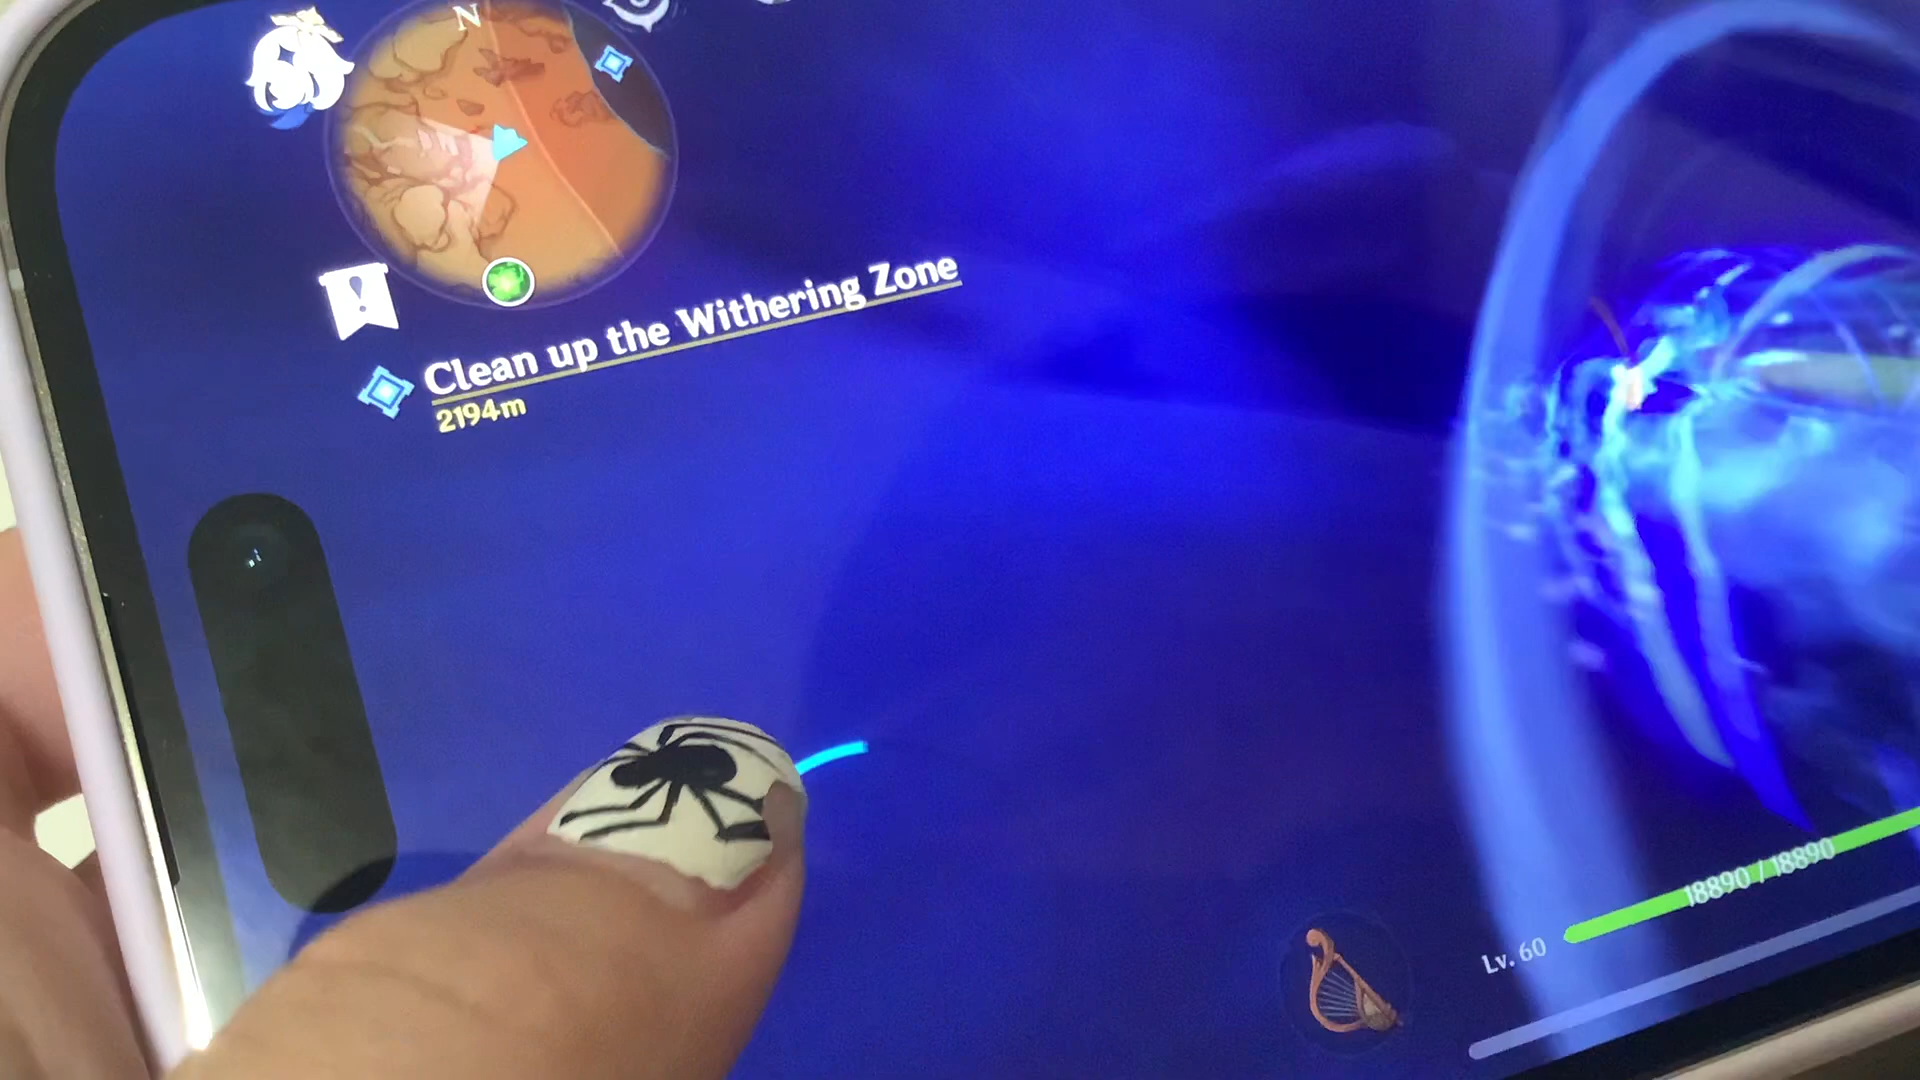 N
Clean up the Withering Zone
2194m
18890 / 18890
Lv. 60